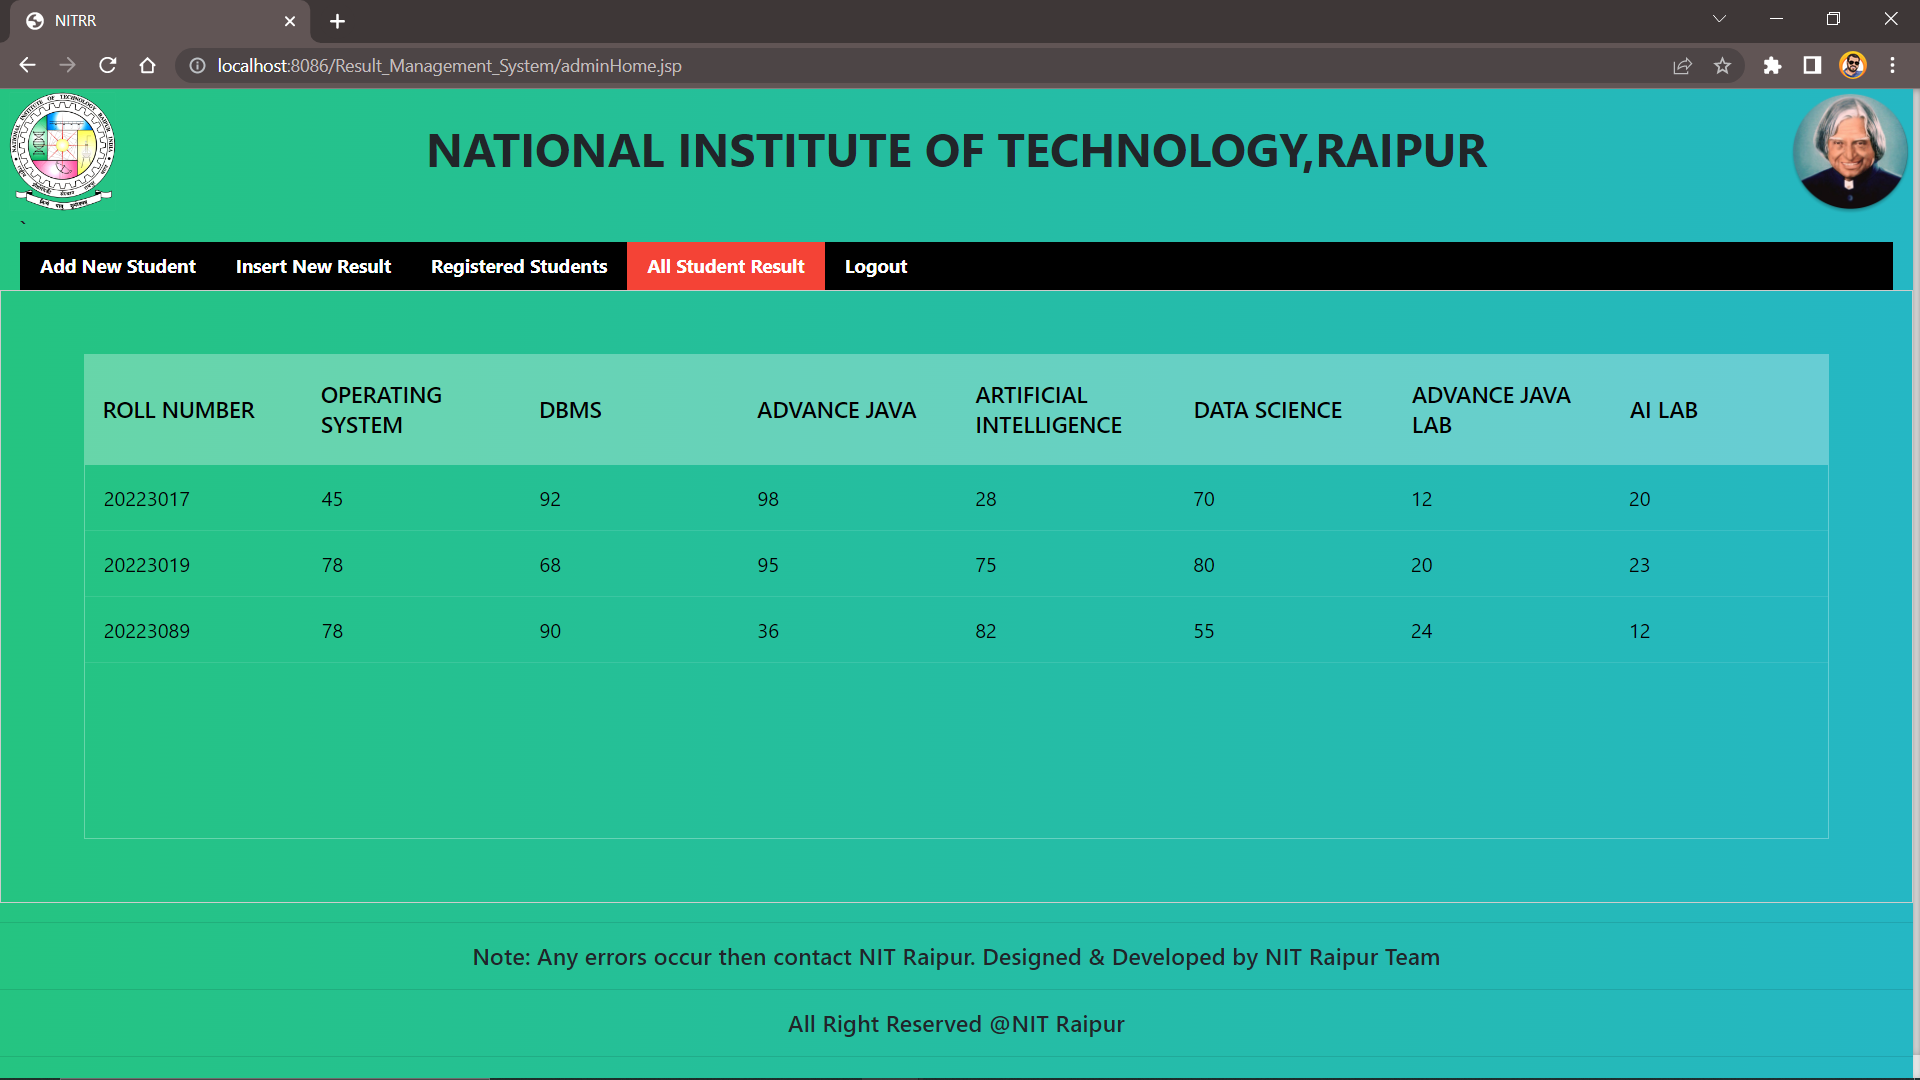 NITRR
localhost:8086/Result_Management_System/adminHome.jsp
NATIONAL INSTITUTE OF TECHNOLOGY,RAIPUR
`
Add New Student Insert New Result Registered Students All Student Result Logout
ROLL NUMBER OPERATING SYSTEM DBMS ADVANCE JAVA ARTIFICIAL INTELLIGENCE DATA SCIENCE ADVANCE JAVA LAB AI LAB
20223017 45 92 98 28 70 12 20
20223019 78 68 95 75 80 20 23
20223089 78 90 36 82 55 24 12
Note: Any errors occur then contact NIT Raipur. Designed & Developed by NIT Raipur Team
All Right Reserved @NIT Raipur